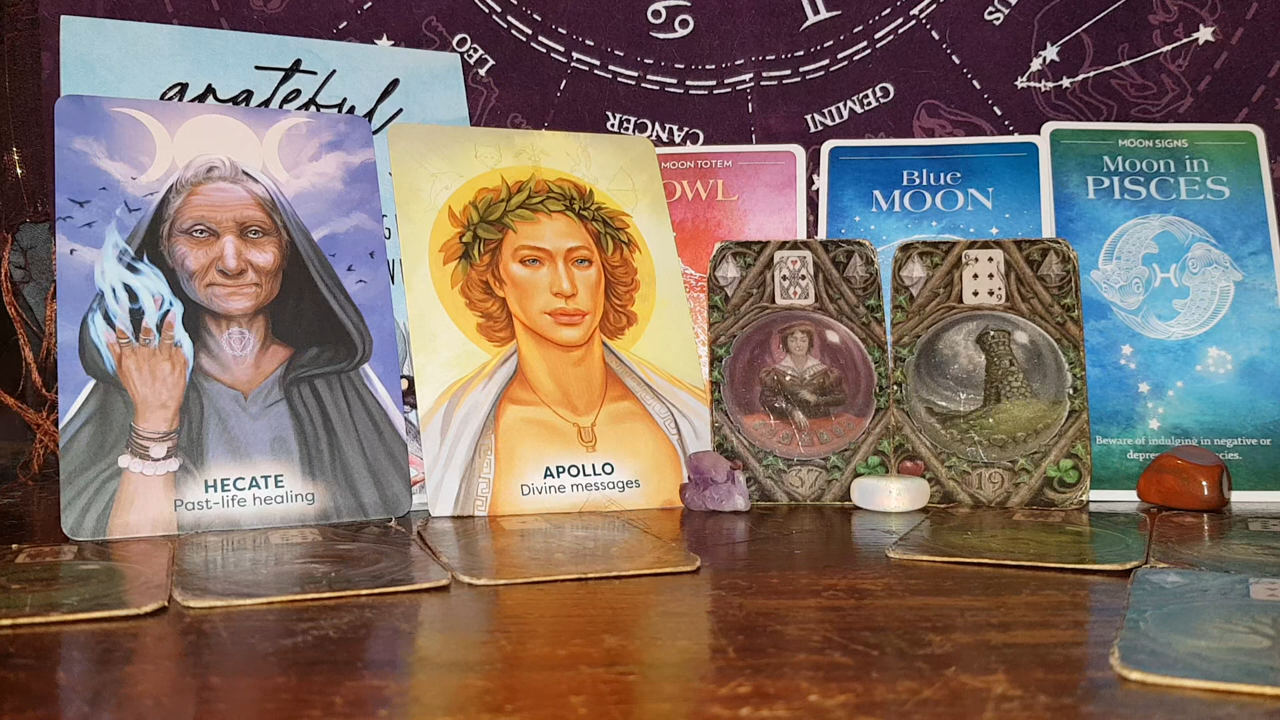 LEO
CANCER
GEMINI
grateful
HECATE
Past-life healing
APOLLO
Divine messages
MOON TOTEM
OWL
Blue
MOON
MOON SIGNS
Moon in
PISCES
Beware of indulging in negative or
19